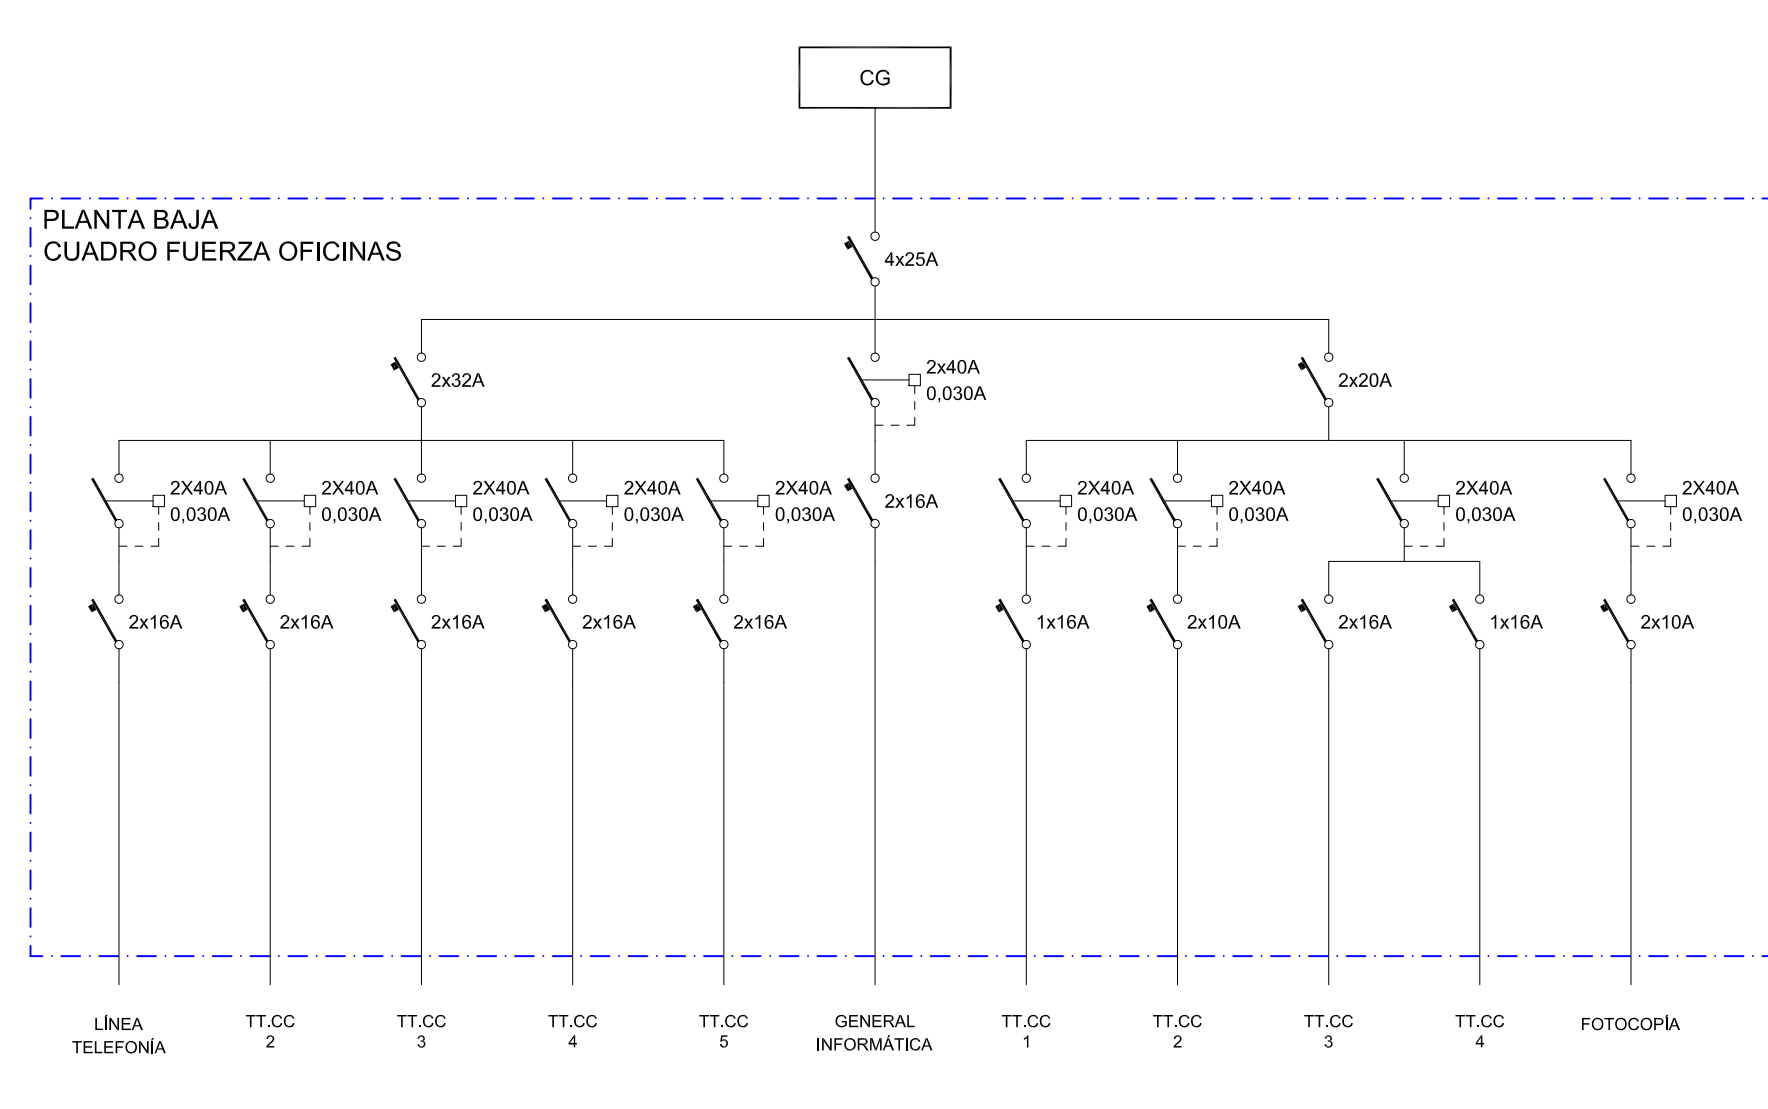 CG
PLANTA BAJA
CUADRO FUERZA OFICINAS
4x25A
2x32A
2x40A
0,030A
2x20A
2X40A
0,030A
2X40A
0,030A
2X40A
0,030A
2X40A
0,030A
2X40A
0,030A
2x16A
2X40A
0,030A
2X40A
0,030A
2X40A
0,030A
2X40A
0,030A
2x16A
2x16A
2x16A
2x16A
2x16A
1x16A
2x10A
2x16A
1x16A
2x10A
LÍNEA
TELEFONÍA
TT.CC
2
TT.CC
3
TT.CC
4
TT.CC
5
GENERAL
INFORMÁTICA
TT.CC
1
TT.CC
2
TT.CC
3
TT.CC
4
FOTOCOPÍA